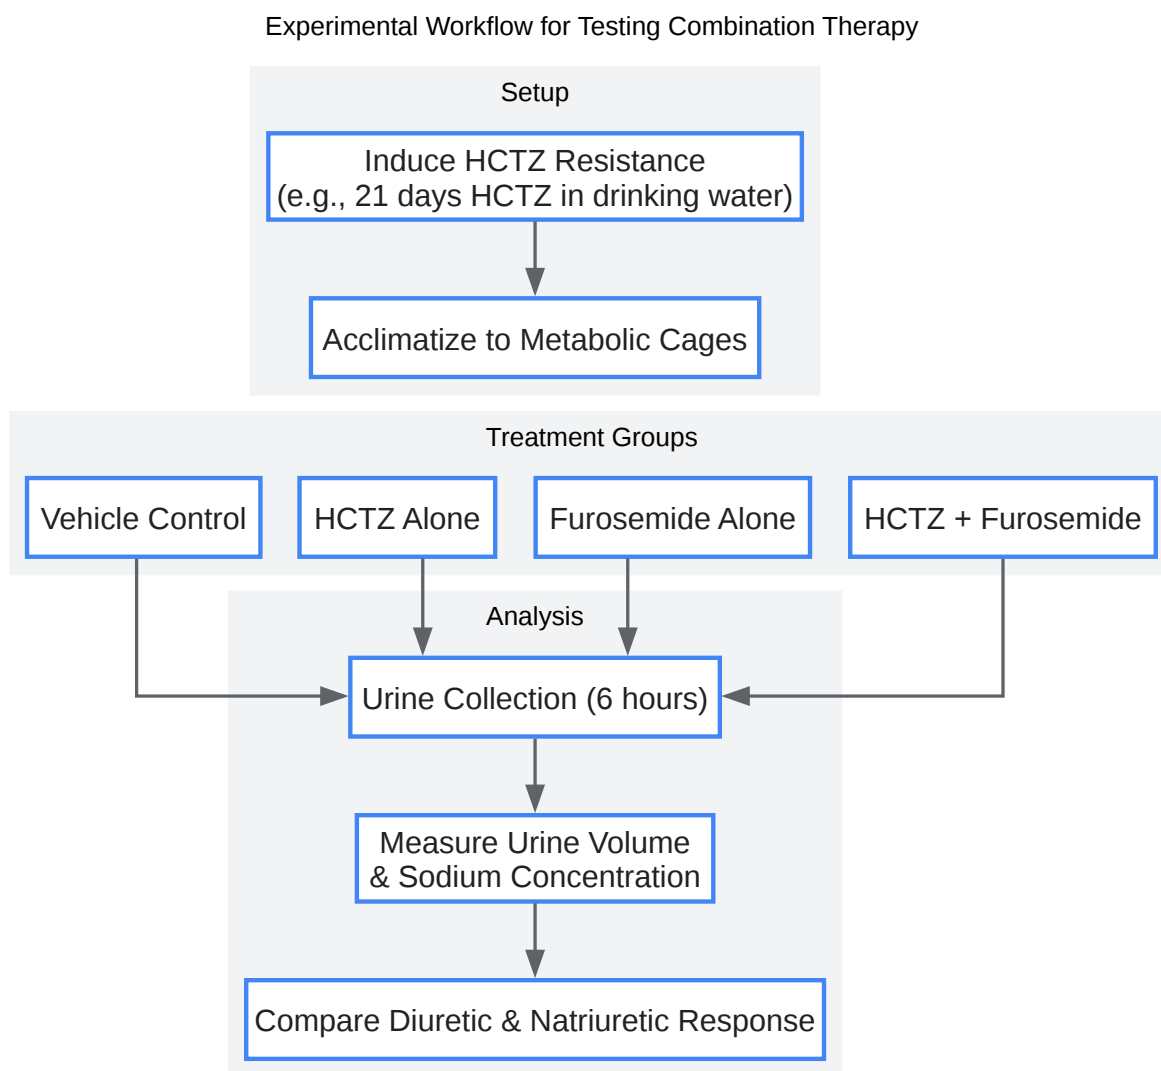 Experimental Workflow for Testing Combination Therapy
Setup
Induce HCTZ Resistance
(e.g., 21 days HCTZ in drinking water)
Acclimatize to Metabolic Cages
Treatment Groups
Vehicle Control
HCTZ Alone
Furosemide Alone
HCTZ + Furosemide
Analysis
Urine Collection (6 hours)
Measure Urine Volume
& Sodium Concentration
Compare Diuretic & Natriuretic Response